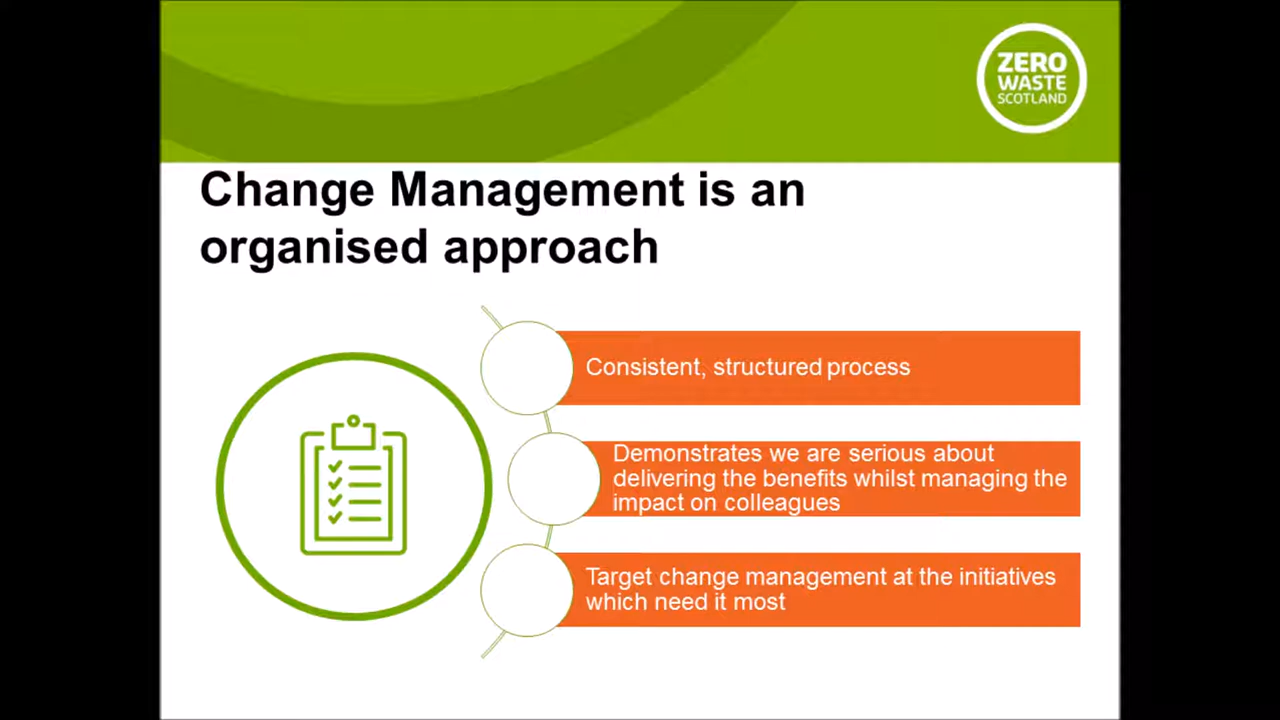 ZERO
WASTE
SCOTLAND
Change Management is an
organised approach
Consistent, structured process
Demonstrates we are serious about
delivering the benefits whilst managing the
impact on colleagues
Target change management at the initiatives
which need it most